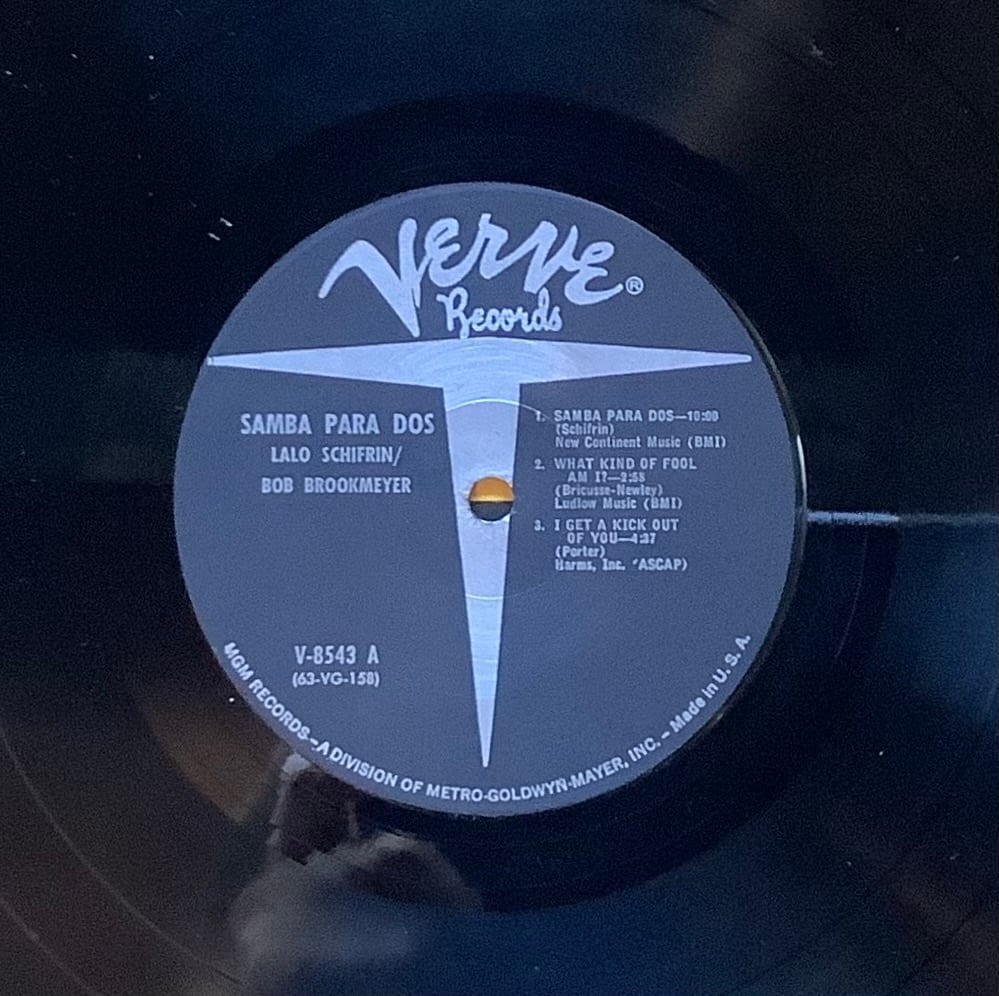 Verve®
Records
SAMBA PARA DOS
LALO SCHIFRIN/
BOB BROOKMEYER
1. SAMBA PARA DOS—10:00
(Schifrin)
New Continent Music (BMI)
2. WHAT KIND OF FOOL
AM I?—2:58
(Bricusse-Newley)
Ludlow Music (BMI)
3. I GET A KICK OUT
OF YOU—4:37
(Porter)
Harms, Inc. (ASCAP)
V-8543 A
(63-VG-158)
MGM RECORDS–A DIVISION OF METRO-GOLDWYN-MAYER, INC. – Made in U. S. A.